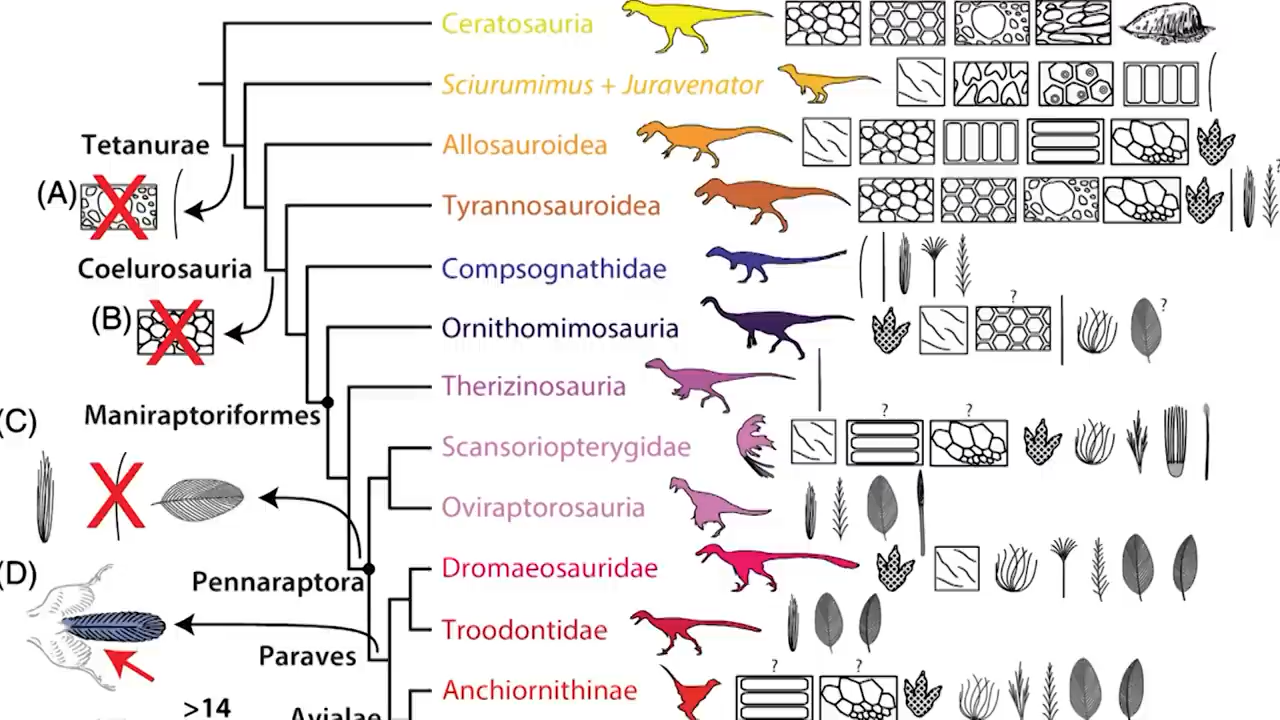 Ceratosauria
Sciurumimus + Juravenator
Tetanurae
Allosauroidea
(A)
?
Tyrannosauroidea
Coelurosauria
Compsognathidae
(B)
?
?
Ornithomimosauria
Therizinosauria
Maniraptoriformes
(C)
?
?
Scansoriopterygidae
Oviraptorosauria
Dromaeosauridae
(D)
Pennaraptora
Troodontidae
Paraves
?
?
Anchiornithinae
>14
Avialae